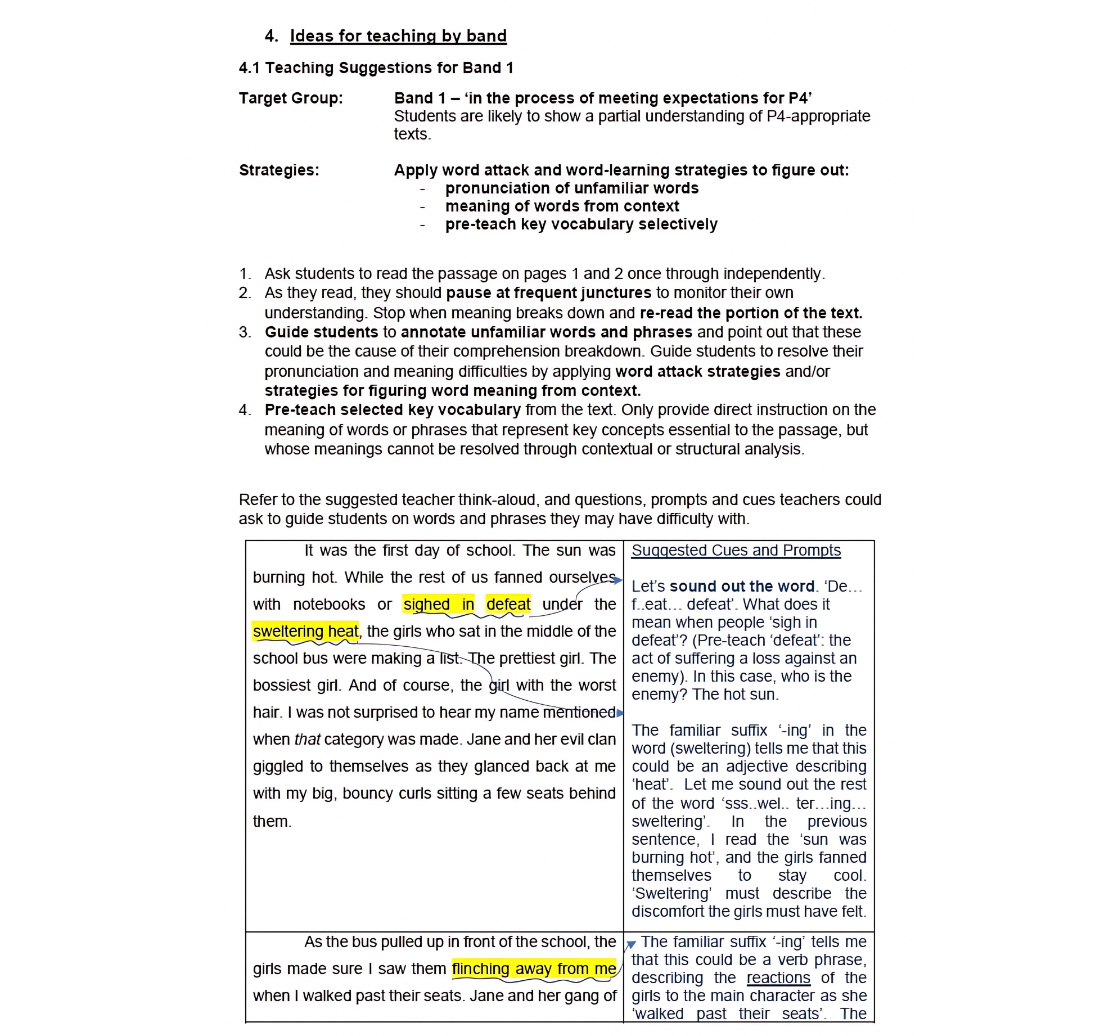 4. Ideas for teaching by band
4.1 Teaching Suggestions for Band 1
Target Group: Band 1 – ‘in the process of meeting expectations for P4’
Students are likely to show a partial understanding of P4-appropriate
texts.
Strategies: Apply word attack and word-learning strategies to figure out:
- pronunciation of unfamiliar words
- meaning of words from context
- pre-teach key vocabulary selectively
1. Ask students to read the passage on pages 1 and 2 once through independently.
2. As they read, they should pause at frequent junctures to monitor their own
understanding. Stop when meaning breaks down and re-read the portion of the text.
3. Guide students to annotate unfamiliar words and phrases and point out that these
could be the cause of their comprehension breakdown. Guide students to resolve their
pronunciation and meaning difficulties by applying word attack strategies and/or
strategies for figuring word meaning from context.
4. Pre-teach selected key vocabulary from the text. Only provide direct instruction on the
meaning of words or phrases that represent key concepts essential to the passage, but
whose meanings cannot be resolved through contextual or structural analysis.
Refer to the suggested teacher think-aloud, and questions, prompts and cues teachers could
ask to guide students on words and phrases they may have difficulty with.
It was the first day of school. The sun was
burning hot. While the rest of us fanned ourselves
with notebooks or sighed in defeat under the
sweltering heat, the girls who sat in the middle of the
school bus were making a list. The prettiest girl. The
bossiest girl. And of course, the girl with the worst
hair. I was not surprised to hear my name mentioned
when that category was made. Jane and her evil clan
giggled to themselves as they glanced back at me
with my big, bouncy curls sitting a few seats behind
them.
Suggested Cues and Prompts
Let’s sound out the word. ‘De…
f..eat… defeat’. What does it
mean when people ‘sigh in
defeat’? (Pre-teach ‘defeat’: the
act of suffering a loss against an
enemy). In this case, who is the
enemy? The hot sun.
The familiar suffix ‘-ing’ in the
word (sweltering) tells me that this
could be an adjective describing
‘heat’. Let me sound out the rest
of the word ‘sss..wel.. ter…ing…
sweltering’. In the previous
sentence, I read the ‘sun was
burning hot’, and the girls fanned
themselves to stay cool.
‘Sweltering’ must describe the
discomfort the girls must have felt.
As the bus pulled up in front of the school, the
girls made sure I saw them flinching away from me
when I walked past their seats. Jane and her gang of
The familiar suffix ‘-ing’ tells me
that this could be a verb phrase,
describing the reactions of the
girls to the main character as she
‘walked past their seats’. The